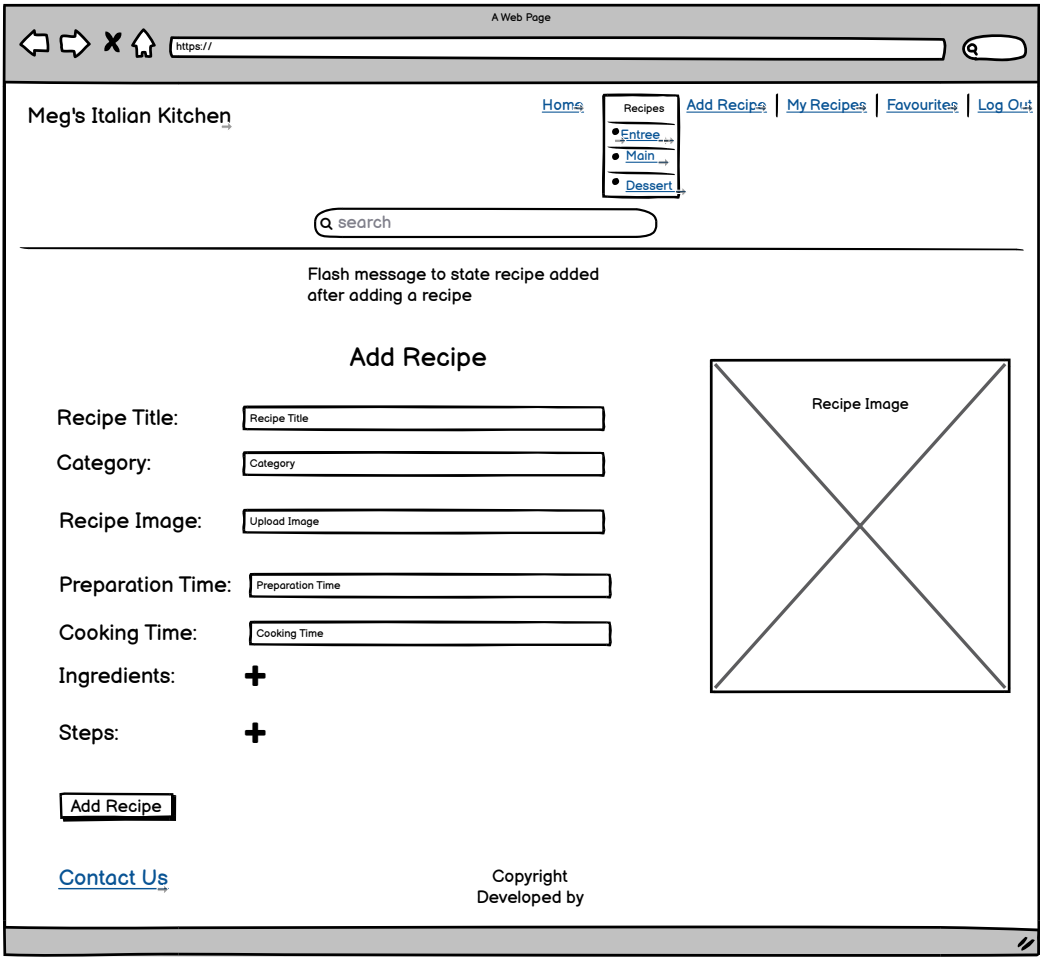 A Web Page
https://
Meg's Italian Kitchen
Home
Recipes
Entree
Main
Dessert
Add Recipe
My Recipes
Favourites
Log Out
search
Flash message to state recipe added
after adding a recipe
Add Recipe
Recipe Title:
Recipe Title
Category:
Category
Recipe Image:
Upload Image
Preparation Time:
Preparation Time
Cooking Time:
Cooking Time
Ingredients:
Steps:
Recipe Image
Add Recipe
Contact Us
Copyright
Developed by